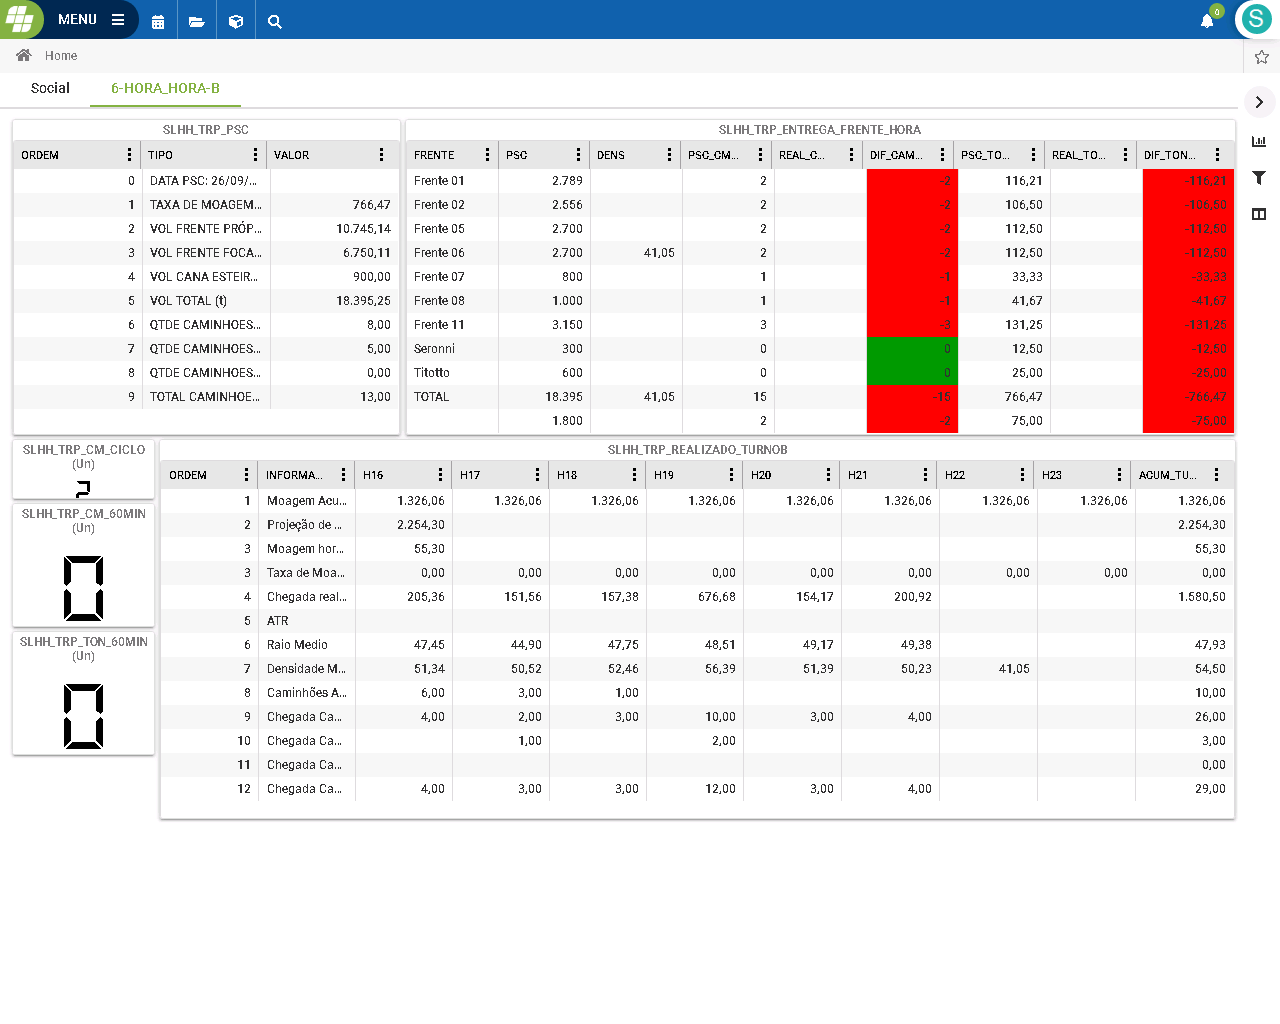 MENU
0
S
Home
Social 6-HORA_HORA-B
SLHH_TRP_PSC
ORDEM TIPO VALOR
0 DATA PSC: 26/09/...
1 TAXA DE MOAGEM... 766,47
2 VOL FRENTE PRÓP... 10.745,14
3 VOL FRENTE FOCA... 6.750,11
4 VOL CANA ESTEIR... 900,00
5 VOL TOTAL (t) 18.395,25
6 QTDE CAMINHOES... 8,00
7 QTDE CAMINHOES... 5,00
8 QTDE CAMINHOES... 0,00
9 TOTAL CAMINHOE... 13,00
SLHH_TRP_ENTREGA_FRENTE_HORA
FRENTE PSC DENS PSC_CM... REAL_C... DIF_CAM... PSC_TO... REAL_TO... DIF_TON...
Frente 01 2.789 2 -2 116,21 -116,21
Frente 02 2.556 2 -2 106,50 -106,50
Frente 05 2.700 2 -2 112,50 -112,50
Frente 06 2.700 41,05 2 -2 112,50 -112,50
Frente 07 800 1 -1 33,33 -33,33
Frente 08 1.000 1 -1 41,67 -41,67
Frente 11 3.150 3 -3 131,25 -131,25
Seronni 300 0 0 12,50 -12,50
Titotto 600 0 0 25,00 -25,00
TOTAL 18.395 41,05 15 -15 766,47 -766,47
1.800 2 -2 75,00 -75,00
SLHH_TRP_CM_CICLO
(Un)
2
SLHH_TRP_CM_60MIN
(Un)
0
SLHH_TRP_TON_60MIN
(Un)
0
SLHH_TRP_REALIZADO_TURNOB
ORDEM INFORMA... H16 H17 H18 H19 H20 H21 H22 H23 ACUM_TU...
1 Moagem Acu... 1.326,06 1.326,06 1.326,06 1.326,06 1.326,06 1.326,06 1.326,06 1.326,06 1.326,06
2 Projeção de ... 2.254,30 2.254,30
3 Moagem hor... 55,30 55,30
3 Taxa de Moa... 0,00 0,00 0,00 0,00 0,00 0,00 0,00 0,00 0,00
4 Chegada real... 205,36 151,56 157,38 676,68 154,17 200,92 1.580,50
5 ATR
6 Raio Medio 47,45 44,90 47,75 48,51 49,17 49,38 47,93
7 Densidade M... 51,34 50,52 52,46 56,39 51,39 50,23 41,05 54,50
8 Caminhões A... 6,00 3,00 1,00 10,00
9 Chegada Ca... 4,00 2,00 3,00 10,00 3,00 4,00 26,00
10 Chegada Ca... 1,00 2,00 3,00
11 Chegada Ca... 0,00
12 Chegada Ca... 4,00 3,00 3,00 12,00 3,00 4,00 29,00